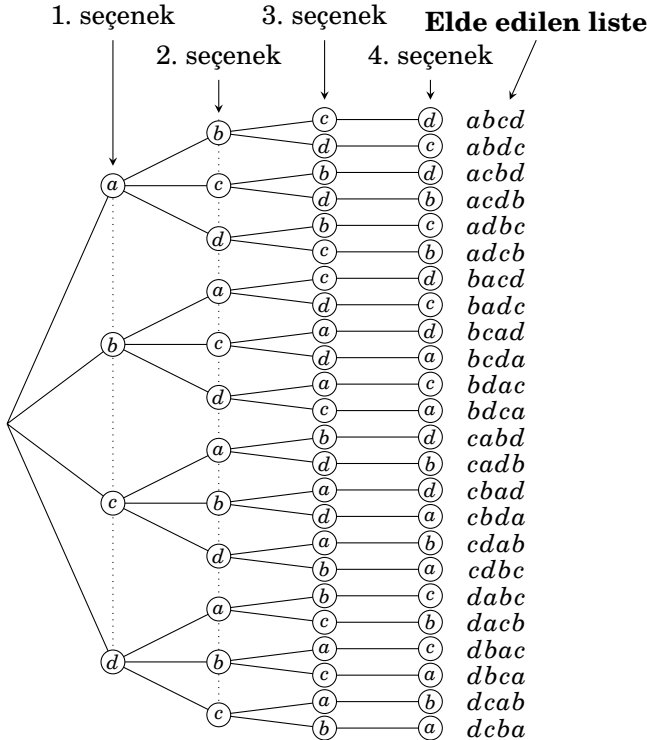 1. seçenek 3. seçenek Elde edilen liste
2. seçenek 4. seçenek
c d abcd
b
d c abdc
b d acbd
a c
d b acdb
b c adbc
d
c b adcb
c d bacd
a
d c badc
a d bcad
b c
d a bcda
a c bdac
d
c a bdca
b d cabd
a
d b cadb
a d cbad
c b
d a cbda
a b cdab
d
b a cdbc
b c dabc
a
c b dacb
a c dbac
d b
c a dbca
a b dcab
c
b a dcba